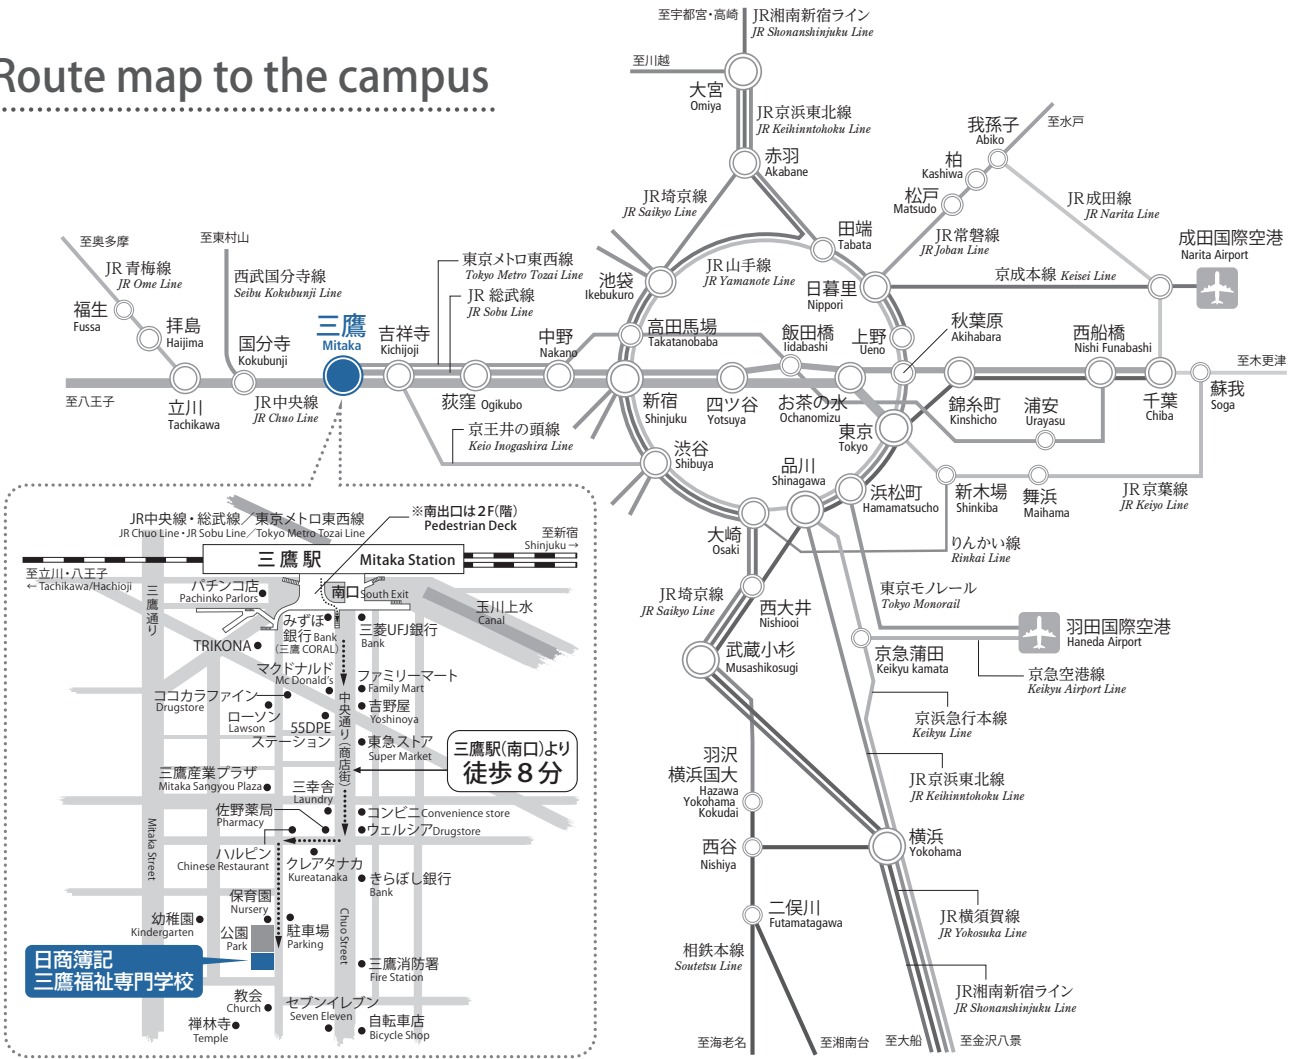 Route map to the campus
至宇都宮・高崎
JR湘南新宿ライン
JR Shonanshinjuku Line
至川越
大宮
Omiya
JR京浜東北線
JR Keihinntohoku Line
赤羽
Akabane
JR埼京線
JR Saikyo Line
我孫子
Abiko
至水戸
柏
Kashiwa
松戸
Matsudo
JR成田線
JR Narita Line
JR常磐線
JR Joban Line
成田国際空港
Narita Airport
京成本線 Keisei Line
田端
Tabata
日暮里
Nippori
JR山手線
JR Yamanote Line
池袋
Ikebukuro
至奥多摩
JR青梅線
JR Ome Line
至東村山
西武国分寺線
Seibu Kokubunji Line
福生
Fussa
拝島
Haijima
国分寺
Kokubunji
三鷹
Mitaka
吉祥寺
Kichijoji
東京メトロ東西線
Tokyo Metro Tozai Line
JR 総武線
JR Sobu Line
中野
Nakano
高田馬場
Takatanobaba
飯田橋
Iidabashi
上野
Ueno
秋葉原
Akihabara
西船橋
Nishi Funabashi
至木更津
至八王子
立川
Tachikawa
JR中央線
JR Chuo Line
荻窪 Ogikubo
京王井の頭線
Keio Inogashira Line
新宿
Shinjuku
四ツ谷
Yotsuya
お茶の水
Ochanomizu
錦糸町
Kinshicho
浦安
Urayasu
千葉
Chiba
蘇我
Soga
東京
Tokyo
渋谷
Shibuya
品川
Shinagawa
浜松町
Hamamatsucho
新木場
Shinkiba
舞浜
Maihama
JR京葉線
JR Keiyo Line
大崎
Osaki
りんかい線
Rinkai Line
JR埼京線
JR Saikyo Line
西大井
Nishiooi
東京モノレール
Tokyo Monorail
羽田国際空港
Haneda Airport
武蔵小杉
Musashikosugi
京急蒲田
Keikyu kamata
京急空港線
Keikyu Airport Line
京浜急行本線
Keikyu Line
羽沢
横浜国大
Hazawa
Yokohama
Kokudai
JR京浜東北線
JR Keihinntohoku Line
西谷
Nishiya
横浜
Yokohama
二俣川
Futamatagawa
JR横須賀線
JR Yokosuka Line
相鉄本線
Soutetsu Line
JR湘南新宿ライン
JR Shonanshinjuku Line
至海老名
至湘南台
至大船
至金沢八景
JR中央線・総武線／東京メトロ東西線
JR Chuo Line・JR Sobu Line／Tokyo Metro Tozai Line
※南出口は2F(階)
Pedestrian Deck
至新宿
Shinjuku →
三鷹駅 Mitaka Station
至立川・八王子
← Tachikawa/Hachioji
パチンコ店
Pachinko Parlors
南口 South Exit
三鷹通り
玉川上水
Canal
みずほ
銀行 Bank
(三鷹 CORAL)
三菱UFJ銀行
Bank
TRIKONA
マクドナルド
Mc Donald's
ファミリーマート
Family Mart
ココカラファイン
Drugstore
中央通り(商店街)
吉野屋
Yoshinoya
ローソン
Lawson
55DPE
ステーション
東急ストア
Super Market
三鷹駅(南口)より
徒歩8分
三鷹産業プラザ
Mitaka Sangyou Plaza
三幸舎
Laundry
佐野薬局
Pharmacy
コンビニ Convenience store
ウェルシア Drugstore
Mitaka Street
ハルピン
Chinese Restaurant
クレアタナカ
Kureatanaka
きらぼし銀行
Bank
保育園
Nursery
幼稚園
Kindergarten
公園
Park
駐車場
Parking
Chuo Street
日商簿記
三鷹福祉専門学校
三鷹消防署
Fire Station
教会
Church
セブンイレブン
Seven Eleven
禅林寺
Temple
自転車店
Bicycle Shop